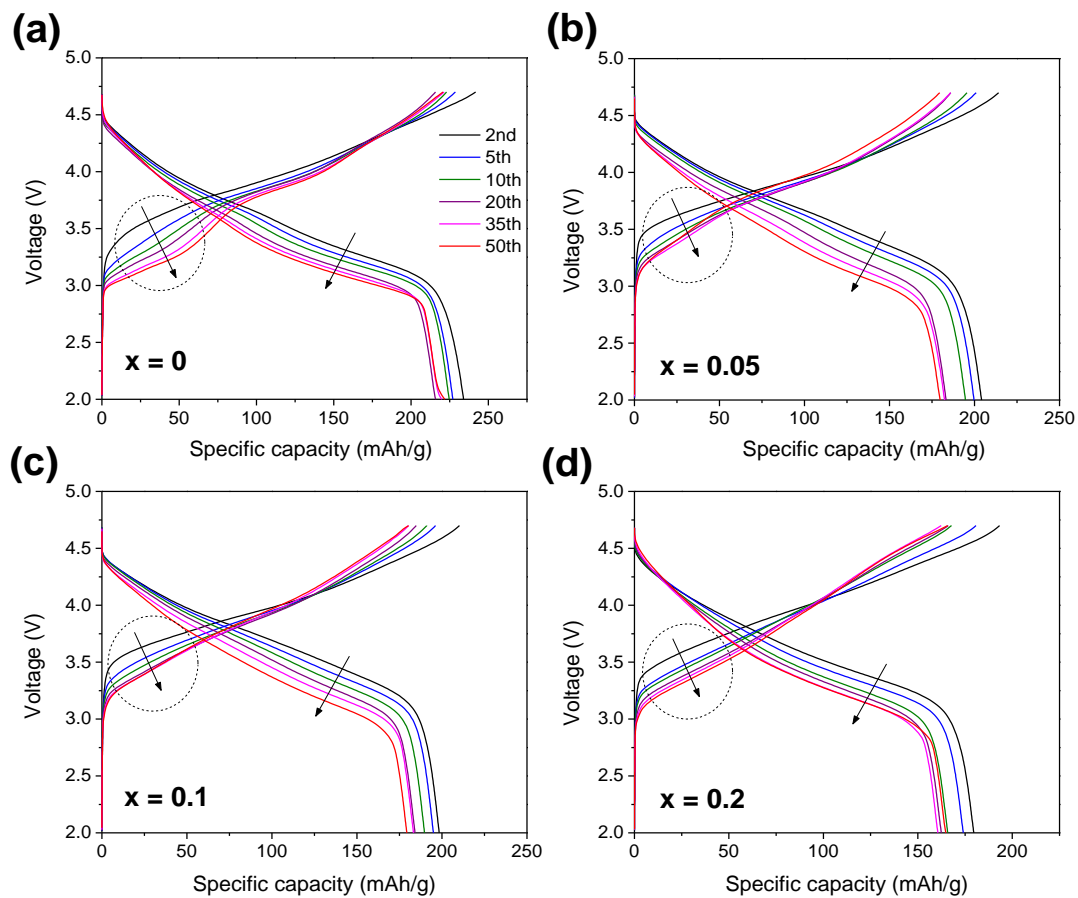 (a)
5.0
4.5
4.0
3.5
3.0
2.5
2.0
Voltage (V)
2nd
5th
10th
20th
35th
50th
x = 0
0 50 100 150 200 250
Specific capacity (mAh/g)
(b)
5.0
4.5
4.0
3.5
3.0
2.5
2.0
Voltage (V)
x = 0.05
0 50 100 150 200 250
Specific capacity (mAh/g)
(c)
5.0
4.5
4.0
3.5
3.0
2.5
2.0
Voltage (V)
x = 0.1
0 50 100 150 200 250
Specific capacity (mAh/g)
(d)
5.0
4.5
4.0
3.5
3.0
2.5
2.0
Voltage (V)
x = 0.2
0 50 100 150 200
Specific capacity (mAh/g)